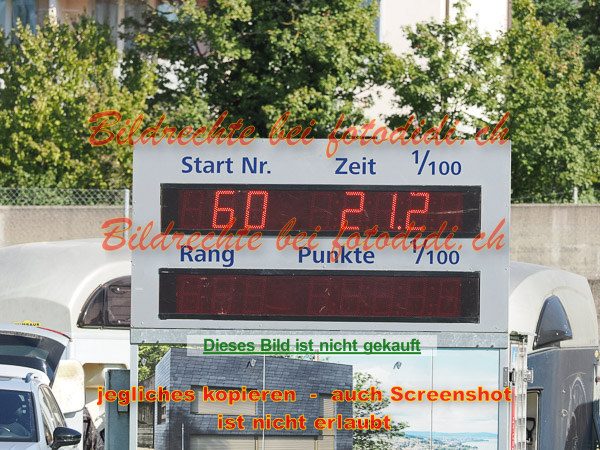 Bildrechte bei fotodidi.ch
Start Nr. Zeit 1/100
60 21.2
Bildrechte bei fotodidi.ch
Rang Punkte 1/100
Dieses Bild ist nicht gekauft
jegliches kopieren - auch Screenshot
ist nicht erlaubt